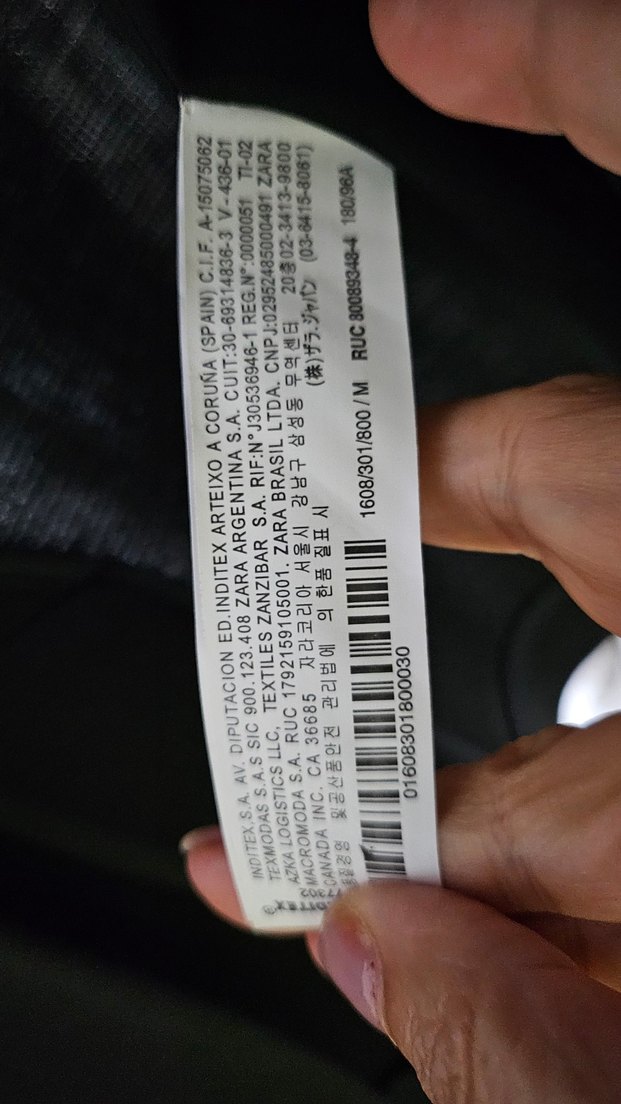 INDITEX,S.A. AV. DIPUTACION ED.INDITEX ARTEIXO A CORUÑA (SPAIN) C.I.F. A-15075062
TEXMODAS S.A.S SIC 900.123.408 ZARA ARGENTINA S.A. CUIT:30-69314836-3 V-436-01
AZKA LOGISTICS LLC, TEXTILES ZANZIBAR S.A. RIF:N°J30536946-1 REG.N°:0000051 TI-02
MACROMODA S.A. RUC 1792159105001. ZARA BRASIL LTDA. CNPJ:02952485000491 ZARA
CANADA INC. CA 36685 자라코리아 서울시 강남구 삼성동 무역센터 20층02-3413-9800
및공산품안전 관리법에 의한품질표시 (株)ザラ.ジャパン (03-6415-8061)
1608/301/800 / M RUC 80089348-4 180/96A
01608301800030